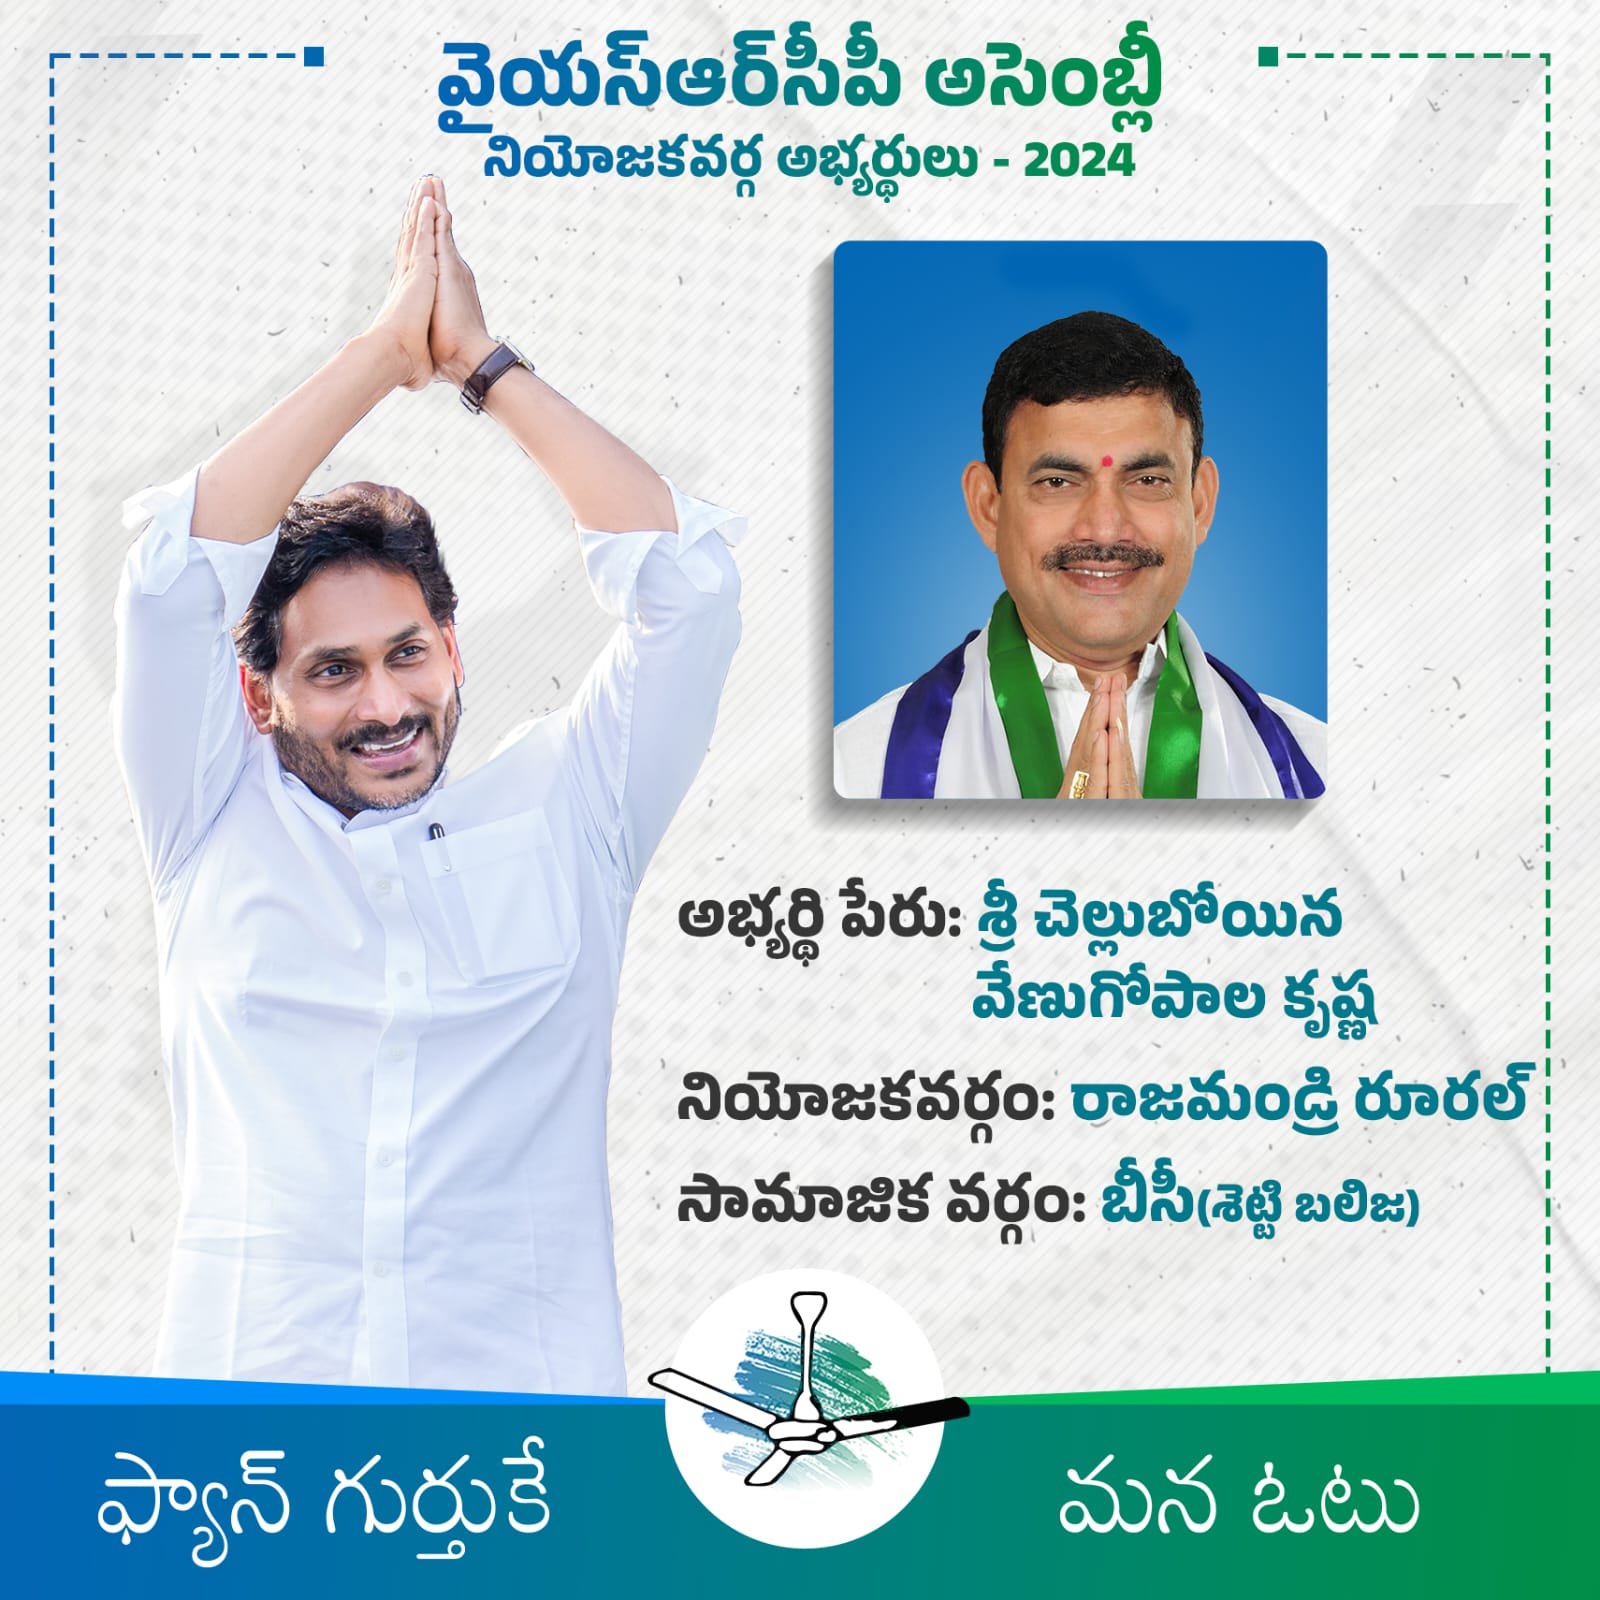 వైయస్ఆర్‌సీపీ అసెంబ్లీ
నియోజకవర్గ అభ్యర్థులు - 2024
అభ్యర్థి పేరు: శ్రీ చెల్లుబోయిన
వేణుగోపాల కృష్ణ
నియోజకవర్గం: రాజమండ్రి రూరల్
సామాజిక వర్గం: బీసీ(శెట్టి బలిజ)
ఫ్యాన్ గుర్తుకే
మన ఓటు